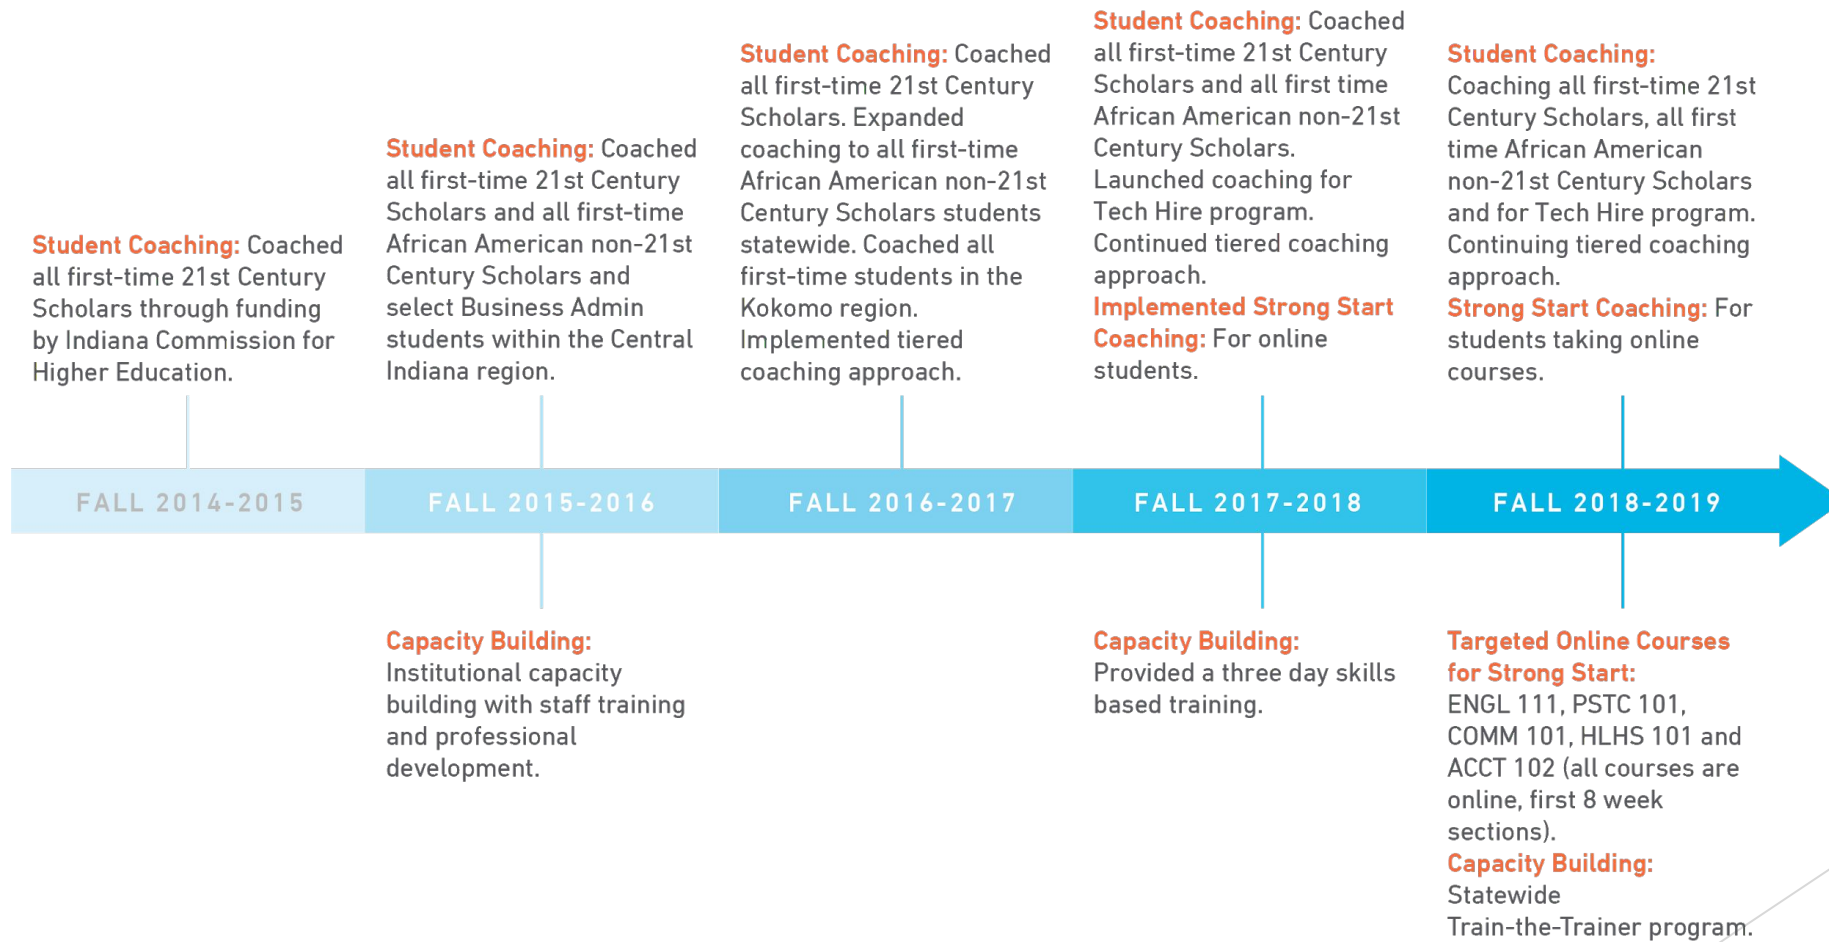 Student Coaching: Coached
all first-time 21st Century
Scholars through funding
by Indiana Commission for
Higher Education.
Student Coaching: Coached
all first-time 21st Century
Scholars and all first-time
African American non-21st
Century Scholars and
select Business Admin
students within the Central
Indiana region.
Student Coaching: Coached
all first-time 21st Century
Scholars. Expanded
coaching to all first-time
African American non-21st
Century Scholars students
statewide. Coached all
first-time students in the
Kokomo region.
Implemented tiered
coaching approach.
Student Coaching: Coached
all first-time 21st Century
Scholars and all first time
African American non-21st
Century Scholars.
Launched coaching for
Tech Hire program.
Continued tiered coaching
approach.
Implemented Strong Start
Coaching: For online
students.
Student Coaching:
Coaching all first-time 21st
Century Scholars, all first
time African American
non-21st Century Scholars
and for Tech Hire program.
Continuing tiered coaching
approach.
Strong Start Coaching: For
students taking online
courses.
FALL 2014-2015
FALL 2015-2016
FALL 2016-2017
FALL 2017-2018
FALL 2018-2019
Capacity Building:
Institutional capacity
building with staff training
and professional
development.
Capacity Building:
Provided a three day skills
based training.
Targeted Online Courses
for Strong Start:
ENGL 111, PSTC 101,
COMM 101, HLHS 101 and
ACCT 102 (all courses are
online, first 8 week
sections).
Capacity Building:
Statewide
Train-the-Trainer program.